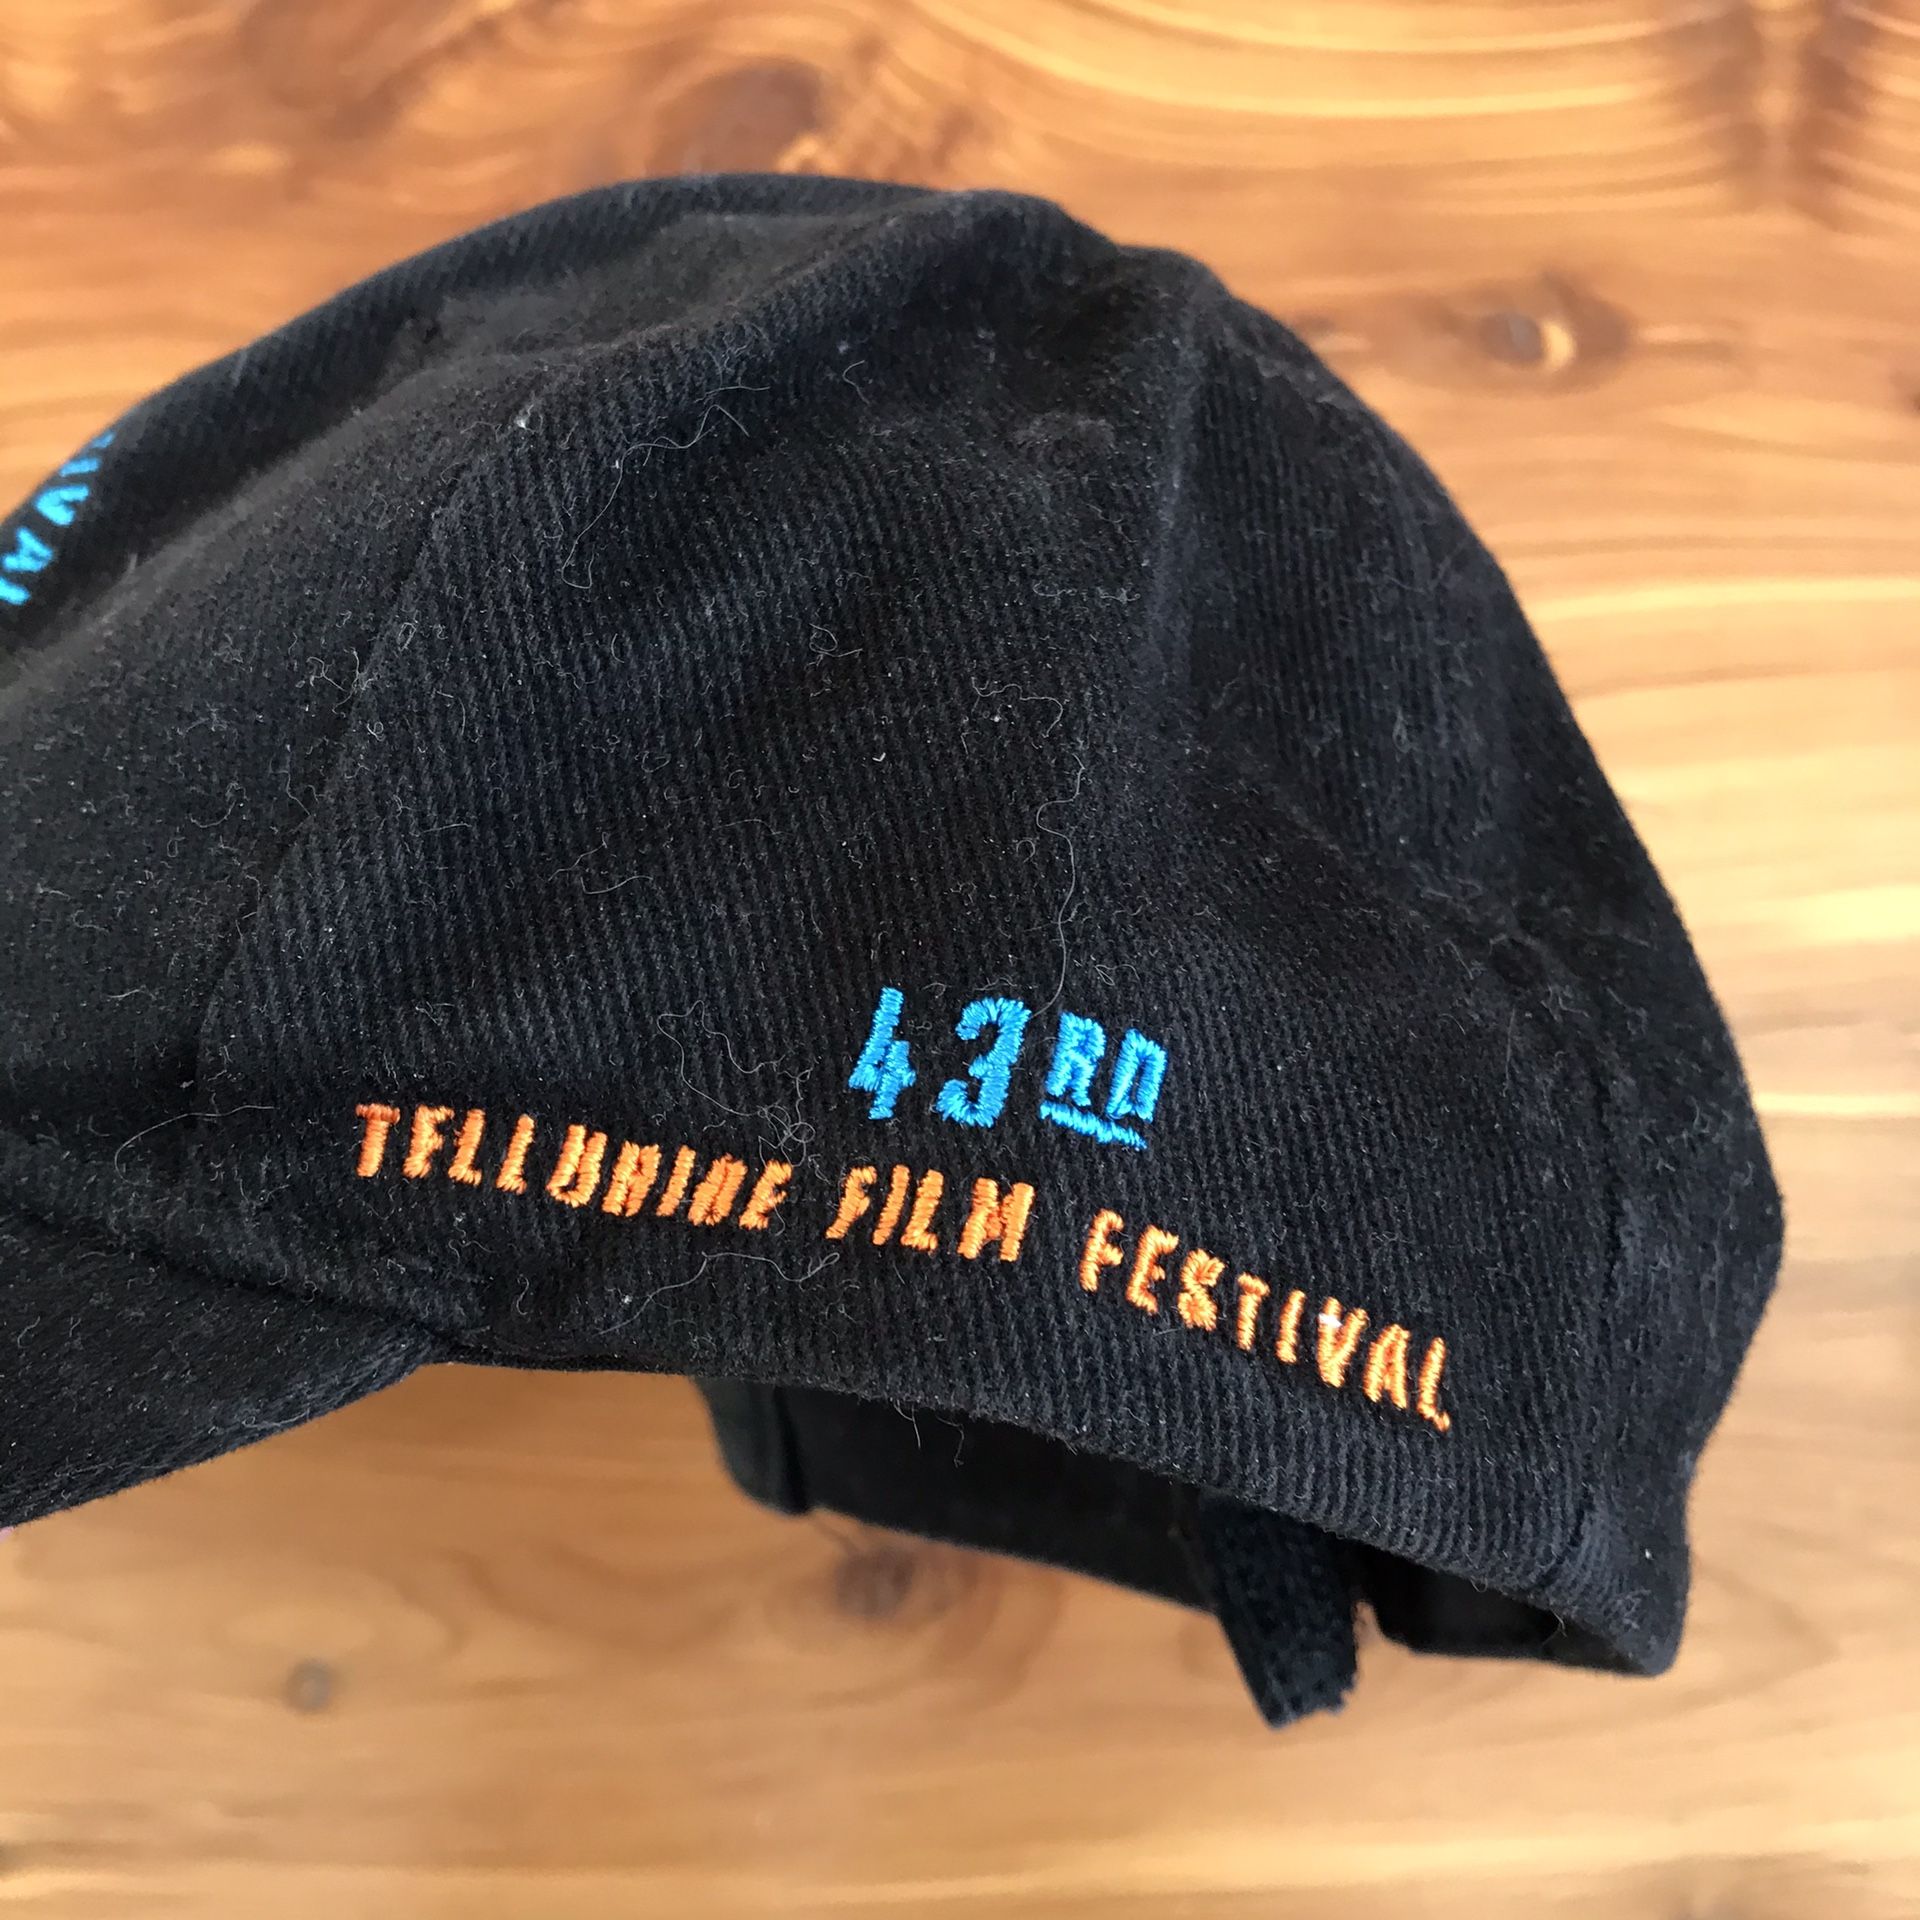 43RD
TELLURIDE FILM FESTIVAL